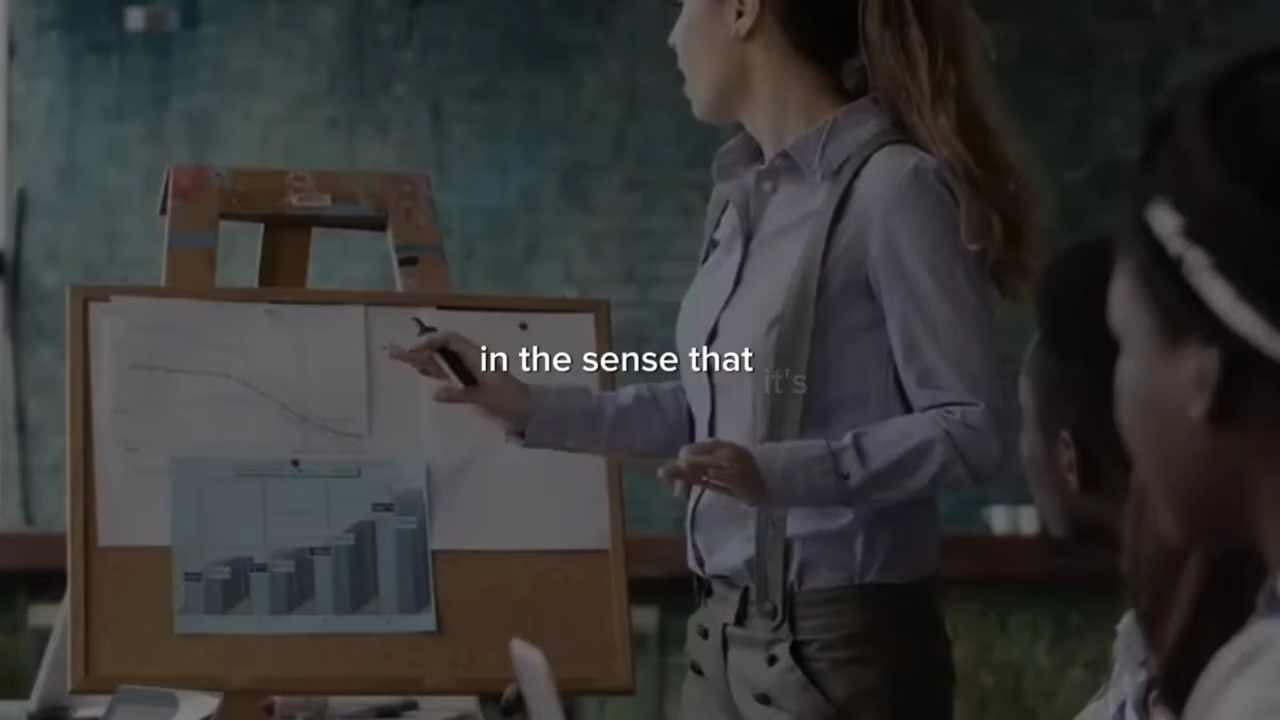 in the sense that it's